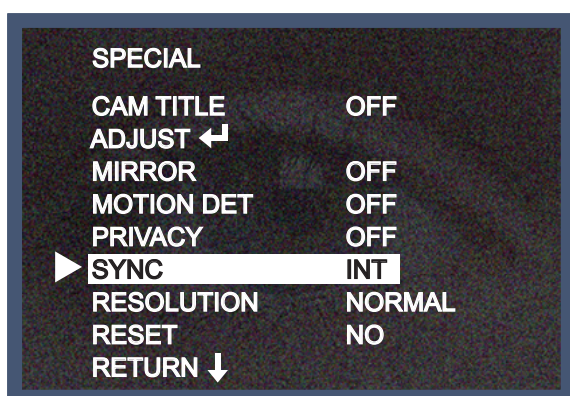 SPECIAL
CAM TITLE OFF
ADJUST ↵
MIRROR OFF
MOTION DET OFF
PRIVACY OFF
SYNC INT
RESOLUTION NORMAL
RESET NO
RETURN ↓